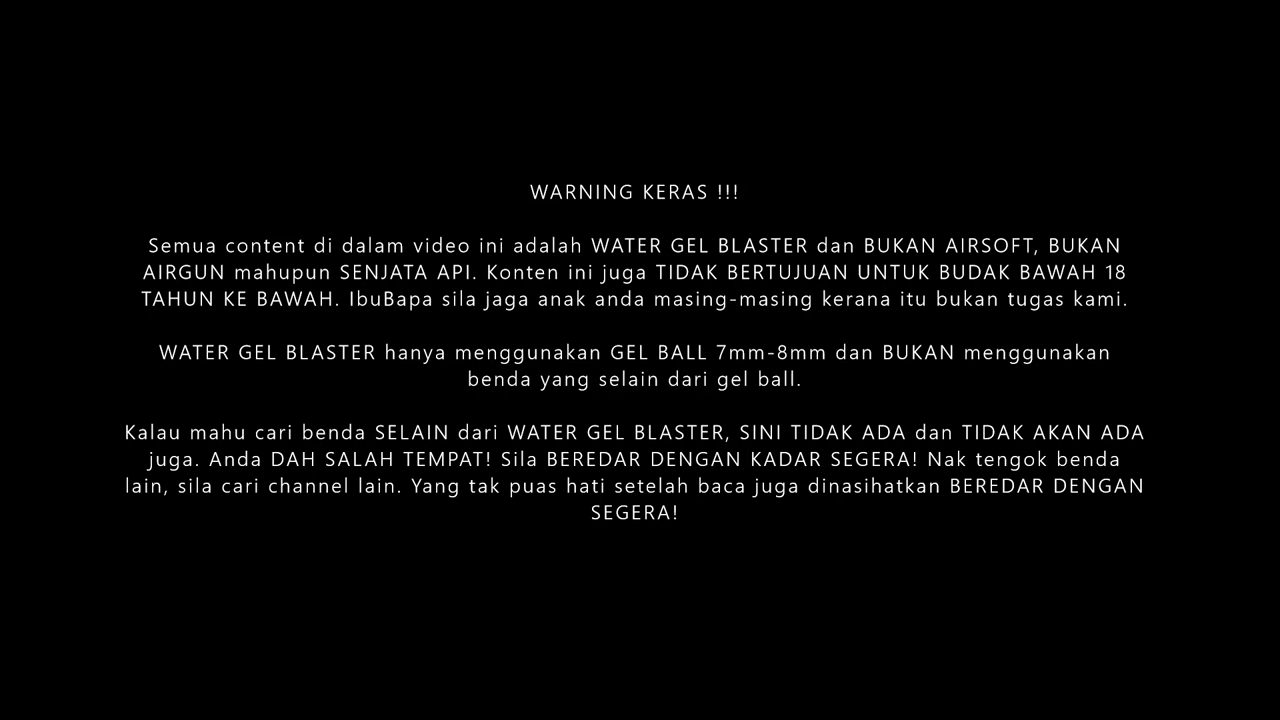 WARNING KERAS !!!
Semua content di dalam video ini adalah WATER GEL BLASTER dan BUKAN AIRSOFT, BUKAN
AIRGUN mahupun SENJATA API. Konten ini juga TIDAK BERTUJUAN UNTUK BUDAK BAWAH 18
TAHUN KE BAWAH. IbuBapa sila jaga anak anda masing-masing kerana itu bukan tugas kami.
WATER GEL BLASTER hanya menggunakan GEL BALL 7mm-8mm dan BUKAN menggunakan
benda yang selain dari gel ball.
Kalau mahu cari benda SELAIN dari WATER GEL BLASTER, SINI TIDAK ADA dan TIDAK AKAN ADA
juga. Anda DAH SALAH TEMPAT! Sila BEREDAR DENGAN KADAR SEGERA! Nak tengok benda
lain, sila cari channel lain. Yang tak puas hati setelah baca juga dinasihatkan BEREDAR DENGAN
SEGERA!